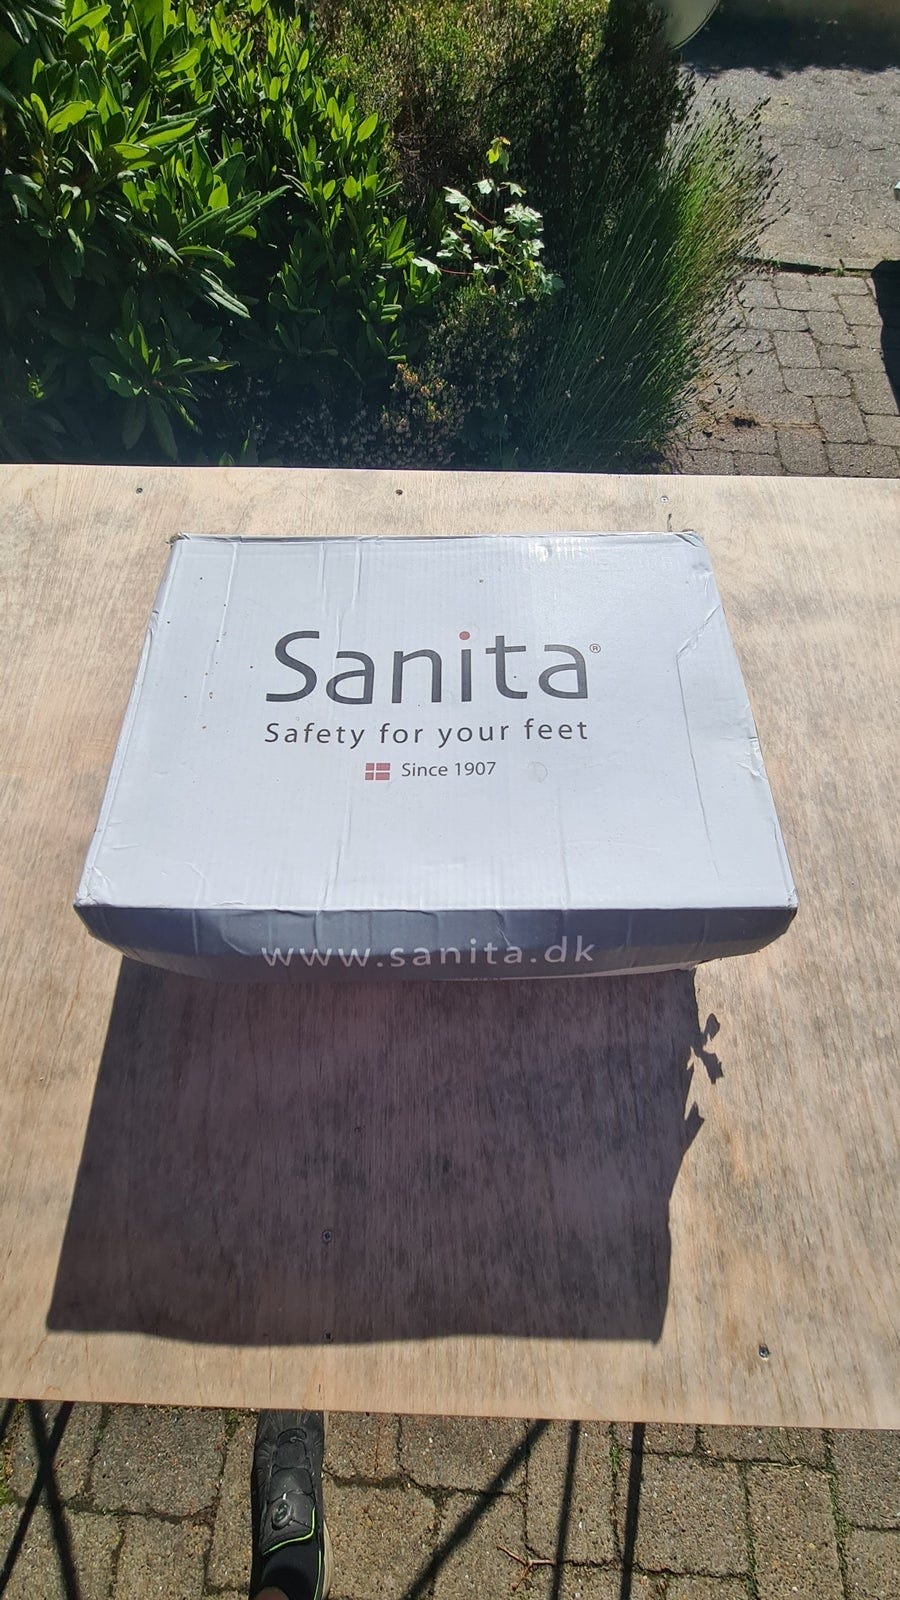 Sanita®
Safety for your feet
Since 1907
www.sanita.dk